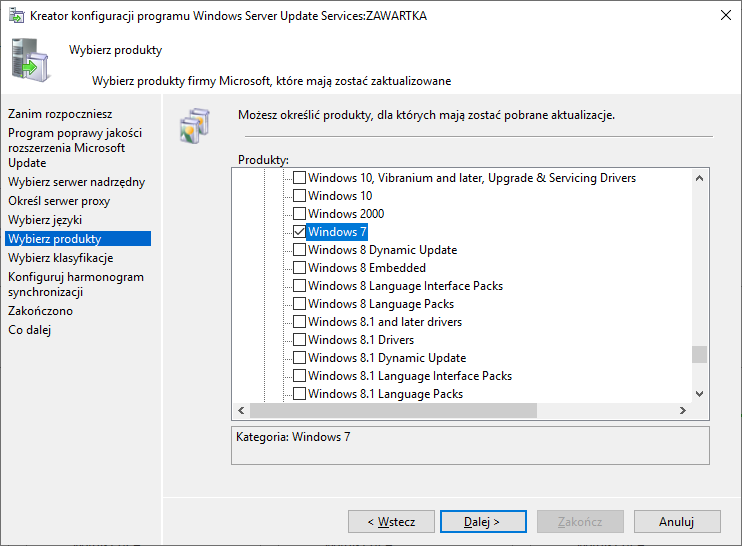 Kreator konfiguracji programu Windows Server Update Services:ZAWARTKA
Wybierz produkty
Wybierz produkty firmy Microsoft, które mają zostać zaktualizowane
Zanim rozpoczniesz
Program poprawy jakości
rozszerzenia Microsoft
Update
Wybierz serwer nadrzędny
Określ serwer proxy
Wybierz języki
Wybierz produkty
Wybierz klasyfikacje
Konfiguruj harmonogram
synchronizacji
Zakończono
Co dalej
Możesz określić produkty, dla których mają zostać pobrane aktualizacje.
Produkty:
Windows 10, Vibranium and later, Upgrade & Servicing Drivers
Windows 10
Windows 2000
Windows 7
Windows 8 Dynamic Update
Windows 8 Embedded
Windows 8 Language Interface Packs
Windows 8 Language Packs
Windows 8.1 and later drivers
Windows 8.1 Drivers
Windows 8.1 Dynamic Update
Windows 8.1 Language Interface Packs
Windows 8.1 Language Packs
Kategoria: Windows 7
< Wstecz
Dalej >
Zakończ
Anuluj